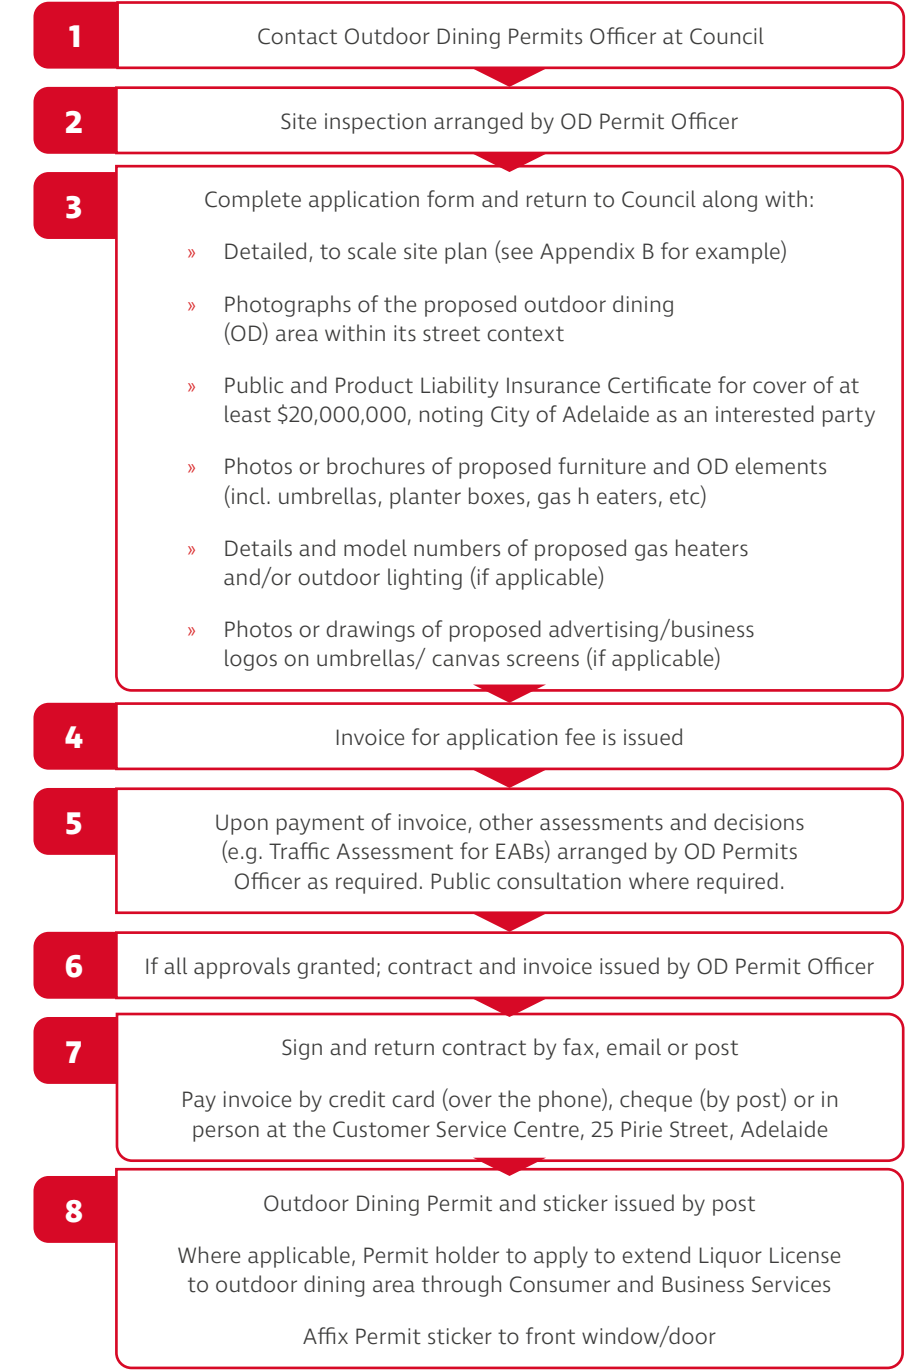 1
Contact Outdoor Dining Permits Officer at Council
2
Site inspection arranged by OD Permit Officer
3
Complete application form and return to Council along with:
» Detailed, to scale site plan (see Appendix B for example)
» Photographs of the proposed outdoor dining
(OD) area within its street context
» Public and Product Liability Insurance Certificate for cover of at
least $20,000,000, noting City of Adelaide as an interested party
» Photos or brochures of proposed furniture and OD elements
(incl. umbrellas, planter boxes, gas h eaters, etc)
» Details and model numbers of proposed gas heaters
and/or outdoor lighting (if applicable)
» Photos or drawings of proposed advertising/business
logos on umbrellas/ canvas screens (if applicable)
4
Invoice for application fee is issued
5
Upon payment of invoice, other assessments and decisions
(e.g. Traffic Assessment for EABs) arranged by OD Permits
Officer as required. Public consultation where required.
6
If all approvals granted; contract and invoice issued by OD Permit Officer
7
Sign and return contract by fax, email or post
Pay invoice by credit card (over the phone), cheque (by post) or in
person at the Customer Service Centre, 25 Pirie Street, Adelaide
8
Outdoor Dining Permit and sticker issued by post
Where applicable, Permit holder to apply to extend Liquor License
to outdoor dining area through Consumer and Business Services
Affix Permit sticker to front window/door